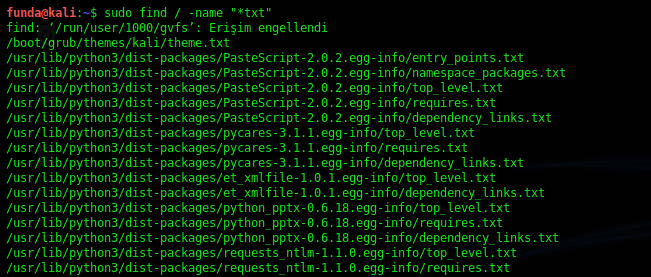 funda@kali:~$ sudo find / -name "*txt"
find: ‘/run/user/1000/gvfs’: Erişim engellendi
/boot/grub/themes/kali/theme.txt
/usr/lib/python3/dist-packages/PasteScript-2.0.2.egg-info/entry_points.txt
/usr/lib/python3/dist-packages/PasteScript-2.0.2.egg-info/namespace_packages.txt
/usr/lib/python3/dist-packages/PasteScript-2.0.2.egg-info/top_level.txt
/usr/lib/python3/dist-packages/PasteScript-2.0.2.egg-info/requires.txt
/usr/lib/python3/dist-packages/PasteScript-2.0.2.egg-info/dependency_links.txt
/usr/lib/python3/dist-packages/pycares-3.1.1.egg-info/top_level.txt
/usr/lib/python3/dist-packages/pycares-3.1.1.egg-info/requires.txt
/usr/lib/python3/dist-packages/pycares-3.1.1.egg-info/dependency_links.txt
/usr/lib/python3/dist-packages/et_xmlfile-1.0.1.egg-info/top_level.txt
/usr/lib/python3/dist-packages/et_xmlfile-1.0.1.egg-info/dependency_links.txt
/usr/lib/python3/dist-packages/python_pptx-0.6.18.egg-info/top_level.txt
/usr/lib/python3/dist-packages/python_pptx-0.6.18.egg-info/requires.txt
/usr/lib/python3/dist-packages/python_pptx-0.6.18.egg-info/dependency_links.txt
/usr/lib/python3/dist-packages/requests_ntlm-1.1.0.egg-info/top_level.txt
/usr/lib/python3/dist-packages/requests_ntlm-1.1.0.egg-info/requires.txt